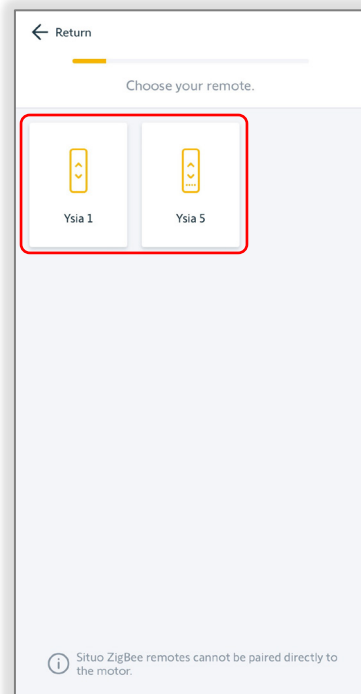 Return
Choose your remote.
Ysia 1
Ysia 5
Situo ZigBee remotes cannot be paired directly to
the motor.